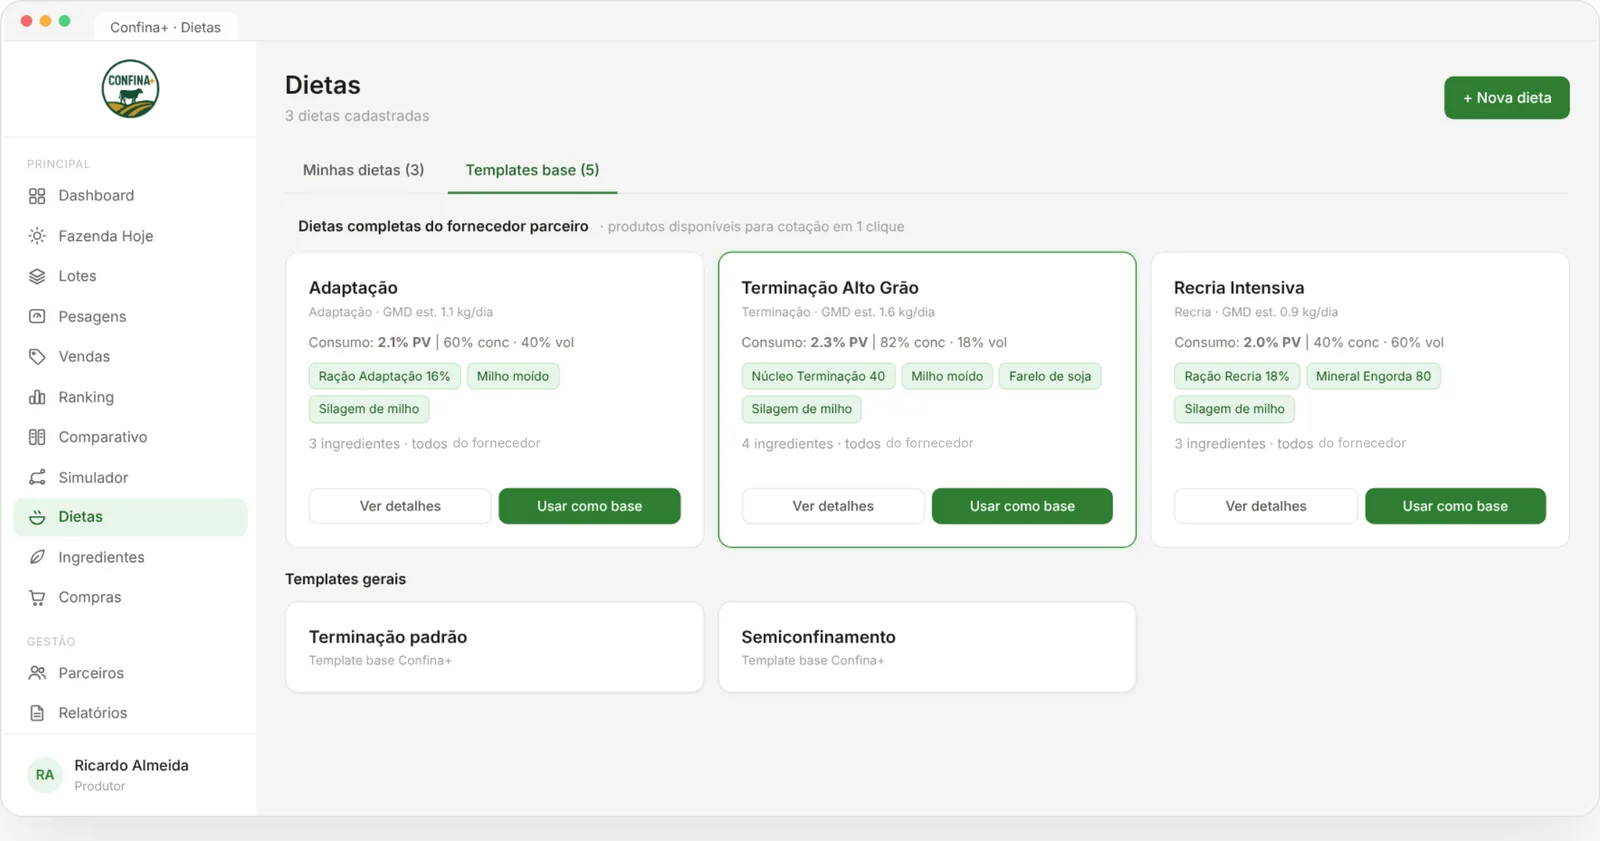 Confina+ · Dietas
CONFINA+
PRINCIPAL
Dashboard
Fazenda Hoje
Lotes
Pesagens
Vendas
Ranking
Comparativo
Simulador
Dietas
Ingredientes
Compras
GESTÃO
Parceiros
Relatórios
RA
Ricardo Almeida
Produtor
Dietas
3 dietas cadastradas
+ Nova dieta
Minhas dietas (3)
Templates base (5)
Dietas completas do fornecedor parceiro · produtos disponíveis para cotação em 1 clique
Adaptação
Adaptação · GMD est. 1.1 kg/dia
Consumo: 2.1% PV | 60% conc · 40% vol
Ração Adaptação 16%
Milho moído
Silagem de milho
3 ingredientes · todos do fornecedor
Ver detalhes
Usar como base
Terminação Alto Grão
Terminação · GMD est. 1.6 kg/dia
Consumo: 2.3% PV | 82% conc · 18% vol
Núcleo Terminação 40
Milho moído
Farelo de soja
Silagem de milho
4 ingredientes · todos do fornecedor
Ver detalhes
Usar como base
Recria Intensiva
Recria · GMD est. 0.9 kg/dia
Consumo: 2.0% PV | 40% conc · 60% vol
Ração Recria 18%
Mineral Engorda 80
Silagem de milho
3 ingredientes · todos do fornecedor
Ver detalhes
Usar como base
Templates gerais
Terminação padrão
Template base Confina+
Semiconfinamento
Template base Confina+